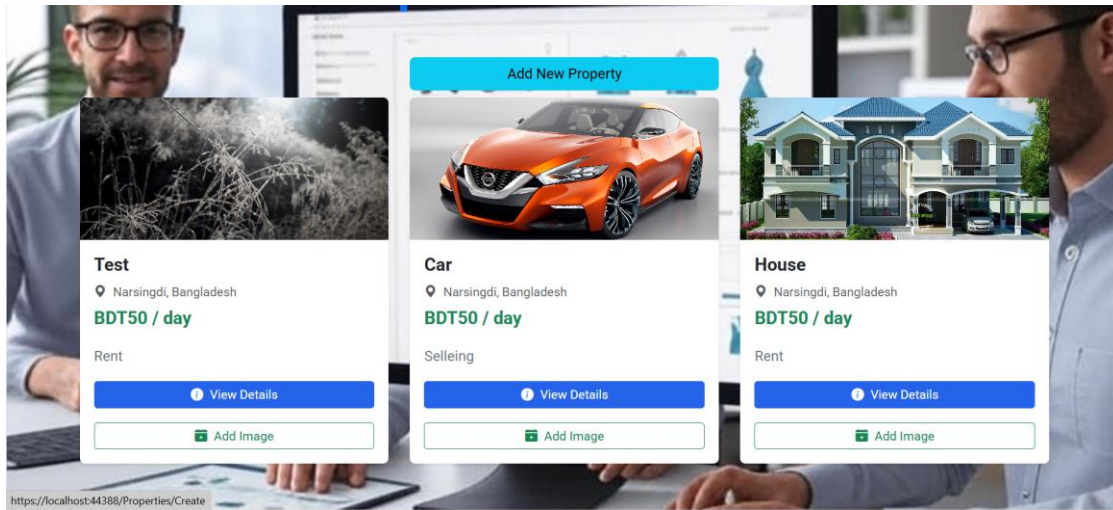 Add New Property
Test
Narsingdi, Bangladesh
BDT50 / day
Rent
View Details
Add Image
Car
Narsingdi, Bangladesh
BDT50 / day
Selleing
View Details
Add Image
House
Narsingdi, Bangladesh
BDT50 / day
Rent
View Details
Add Image
https://localhost:44388/Properties/Create